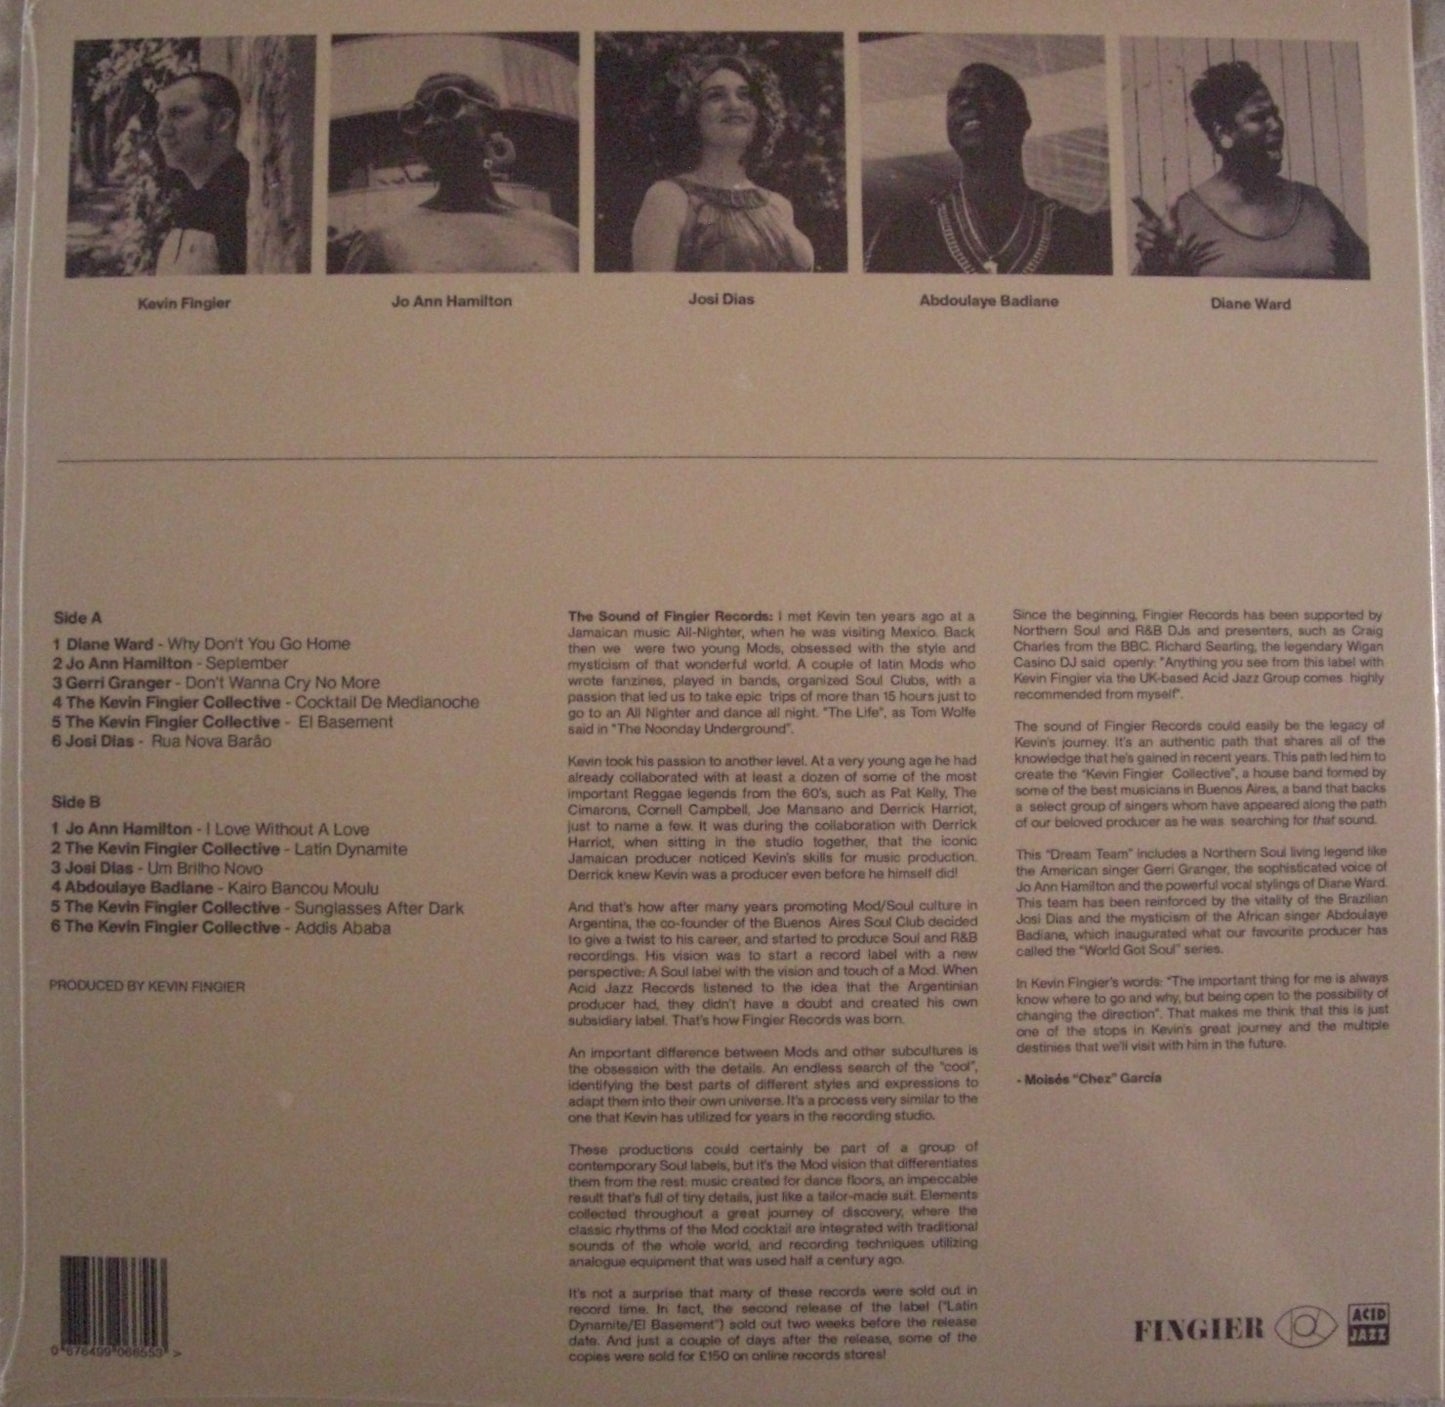 Kevin Fingier
Jo Ann Hamilton
Josi Dias
Abdoulaye Badiane
Diane Ward
Side A
1 Diane Ward - Why Don't You Go Home
2 Jo Ann Hamilton - September
3 Gerri Granger - Don't Wanna Cry No More
4 The Kevin Fingier Collective - Cocktail De Medianoche
5 The Kevin Fingier Collective - El Basement
6 Josi Dias - Rua Nova Barão
Side B
1 Jo Ann Hamilton - I Love Without A Love
2 The Kevin Fingier Collective - Latin Dynamite
3 Josi Dias - Um Brilho Novo
4 Abdoulaye Badiane - Kairo Bancou Moulu
5 The Kevin Fingier Collective - Sunglasses After Dark
6 The Kevin Fingier Collective - Addis Ababa
PRODUCED BY KEVIN FINGIER
0 676499 066553 >
The Sound of Fingier Records: I met Kevin ten years ago at a
Jamaican music All-Nighter, when he was visiting Mexico. Back
then we were two young Mods, obsessed with the style and
mysticism of that wonderful world. A couple of latin Mods who
wrote fanzines, played in bands, organized Soul Clubs, with a
passion that led us to take epic trips of more than 15 hours just to
go to an All Nighter and dance all night. "The Life", as Tom Wolfe
said in "The Noonday Underground".
Kevin took his passion to another level. At a very young age he had
already collaborated with at least a dozen of some of the most
important Reggae legends from the 60's, such as Pat Kelly, The
Cimarons, Cornell Campbell, Joe Mansano and Derrick Harriot,
just to name a few. It was during the collaboration with Derrick
Harriot, when sitting in the studio together, that the iconic
Jamaican producer noticed Kevin's skills for music production.
Derrick knew Kevin was a producer even before he himself did!
And that's how after many years promoting Mod/Soul culture in
Argentina, the co-founder of the Buenos Aires Soul Club decided
to give a twist to his career, and started to produce Soul and R&B
recordings. His vision was to start a record label with a new
perspective: A Soul label with the vision and touch of a Mod. When
Acid Jazz Records listened to the idea that the Argentinian
producer had, they didn't have a doubt and created his own
subsidiary label. That's how Fingier Records was born.
An important difference between Mods and other subcultures is
the obsession with the details. An endless search of the "cool",
identifying the best parts of different styles and expressions to
adapt them into their own universe. It's a process very similar to the
one that Kevin has utilized for years in the recording studio.
These productions could certainly be part of a group of
contemporary Soul labels, but it's the Mod vision that differentiates
them from the rest: music created for dance floors, an impeccable
result that's full of tiny details, just like a tailor-made suit. Elements
collected throughout a great journey of discovery, where the
classic rhythms of the Mod cocktail are integrated with traditional
sounds of the whole world, and recording techniques utilizing
analogue equipment that was used half a century ago.
It's not a surprise that many of these records were sold out in
record time. In fact, the second release of the label ("Latin
Dynamite/El Basement") sold out two weeks before the release
date. And just a couple of days after the release, some of the
copies were sold for £150 on online records stores!
Since the beginning, Fingier Records has been supported by
Northern Soul and R&B DJs and presenters, such as Craig
Charles from the BBC. Richard Searling, the legendary Wigan
Casino DJ said openly: "Anything you see from this label with
Kevin Fingier via the UK-based Acid Jazz Group comes highly
recommended from myself".
The sound of Fingier Records could easily be the legacy of
Kevin's journey. It's an authentic path that shares all of the
knowledge that he's gained in recent years. This path led him to
create the "Kevin Fingier Collective", a house band formed by
some of the best musicians in Buenos Aires, a band that backs
a select group of singers whom have appeared along the path
of our beloved producer as he was searching for that sound.
This "Dream Team" includes a Northern Soul living legend like
the American singer Gerri Granger, the sophisticated voice of
Jo Ann Hamilton and the powerful vocal stylings of Diane Ward.
This team has been reinforced by the vitality of the Brazilian
Josi Dias and the mysticism of the African singer Abdoulaye
Badiane, which inaugurated what our favourite producer has
called the "World Got Soul" series.
In Kevin Fingier's words: "The important thing for me is always
know where to go and why, but being open to the possibility of
changing the direction". That makes me think that this is just
one of the stops in Kevin's great journey and the multiple
destinies that we'll visit with him in the future.
- Moisés "Chez" García
FINGIER
ACID
JAZZ